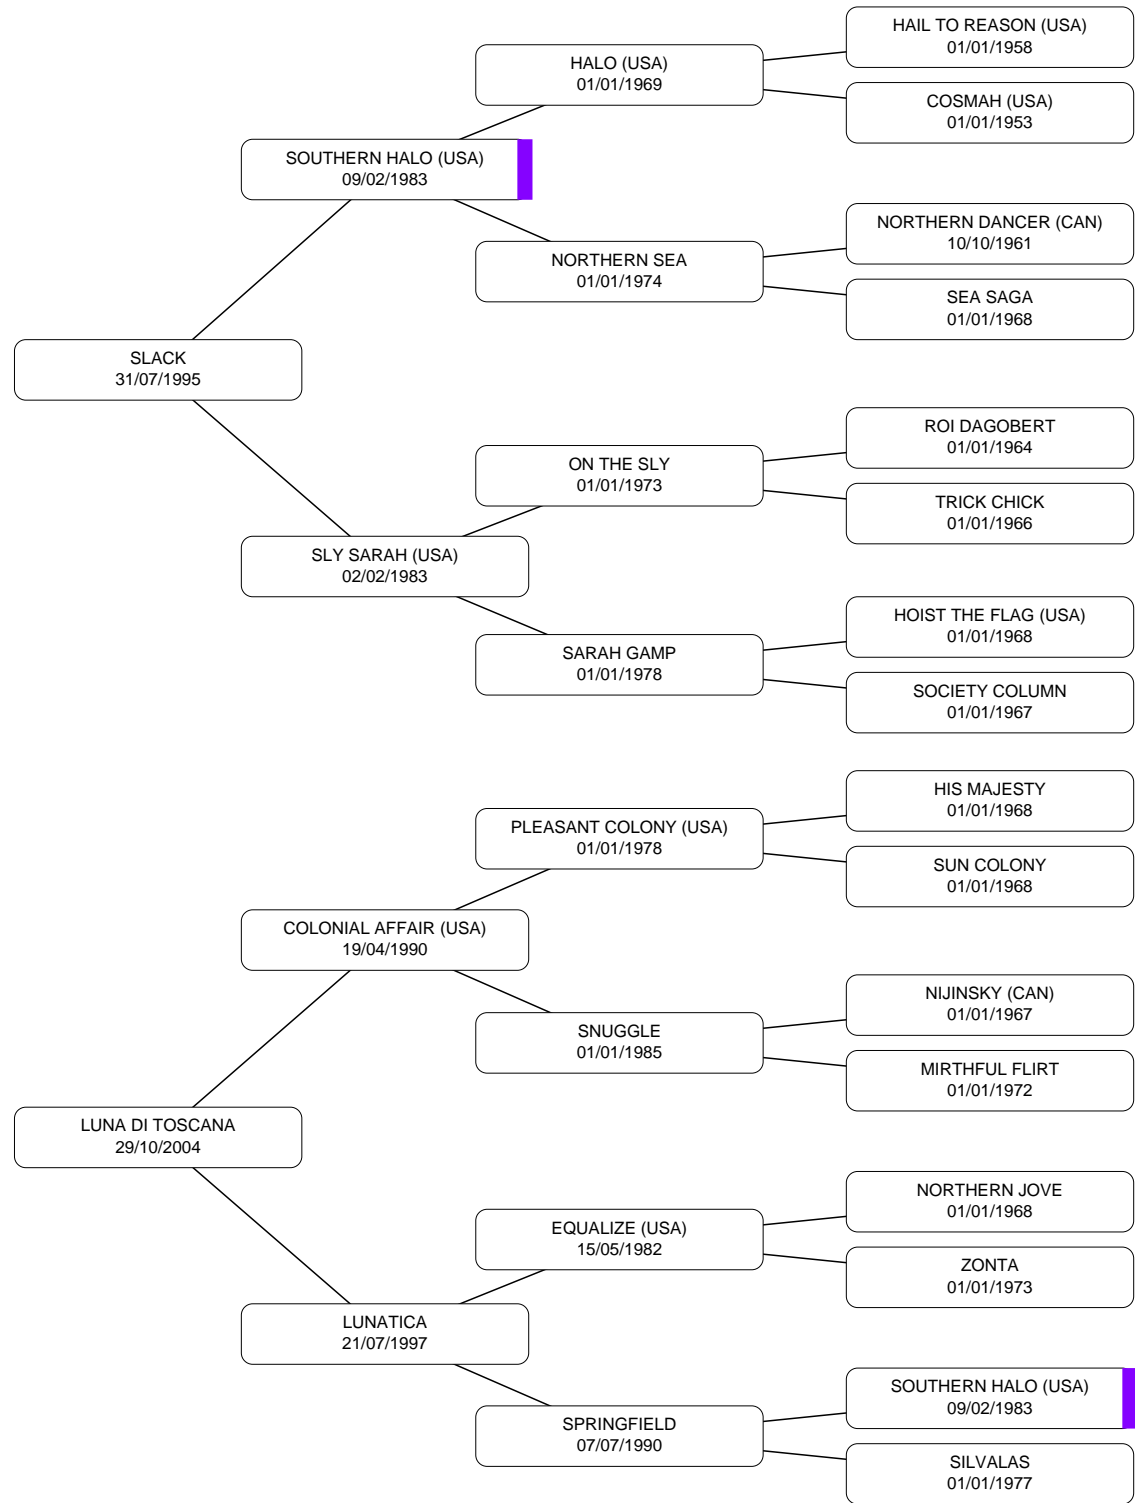 HAIL TO REASON (USA)
01/01/1958
HALO (USA)
01/01/1969
COSMAH (USA)
01/01/1953
SOUTHERN HALO (USA)
09/02/1983
NORTHERN DANCER (CAN)
10/10/1961
NORTHERN SEA
01/01/1974
SEA SAGA
01/01/1968
SLACK
31/07/1995
ROI DAGOBERT
01/01/1964
ON THE SLY
01/01/1973
TRICK CHICK
01/01/1966
SLY SARAH (USA)
02/02/1983
HOIST THE FLAG (USA)
01/01/1968
SARAH GAMP
01/01/1978
SOCIETY COLUMN
01/01/1967
HIS MAJESTY
01/01/1968
PLEASANT COLONY (USA)
01/01/1978
SUN COLONY
01/01/1968
COLONIAL AFFAIR (USA)
19/04/1990
NIJINSKY (CAN)
01/01/1967
SNUGGLE
01/01/1985
MIRTHFUL FLIRT
01/01/1972
LUNA DI TOSCANA
29/10/2004
NORTHERN JOVE
01/01/1968
EQUALIZE (USA)
15/05/1982
ZONTA
01/01/1973
LUNATICA
21/07/1997
SOUTHERN HALO (USA)
09/02/1983
SPRINGFIELD
07/07/1990
SILVALAS
01/01/1977